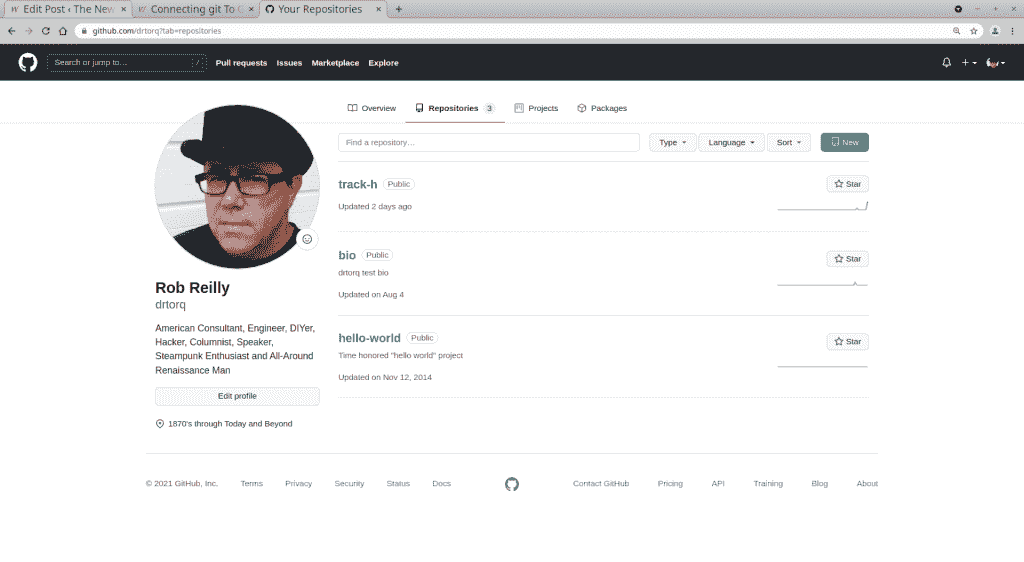 Edit Post ‹ The New
Connecting git To G
Your Repositories
github.com/drtorq?tab=repositories
Search or jump to…
/
Pull requests
Issues
Marketplace
Explore
Overview
Repositories 3
Projects
Packages
Find a repository…
Type
Language
Sort
New
track-h Public
Star
Updated 2 days ago
bio Public
Star
drtorq test bio
Updated on Aug 4
hello-world Public
Star
Time honored "hello world" project
Updated on Nov 12, 2014
Rob Reilly
drtorq
American Consultant, Engineer, DIYer,
Hacker, Columnist, Speaker,
Steampunk Enthusiast and All-Around
Renaissance Man
Edit profile
1870's through Today and Beyond
© 2021 GitHub, Inc.
Terms
Privacy
Security
Status
Docs
Contact GitHub
Pricing
API
Training
Blog
About